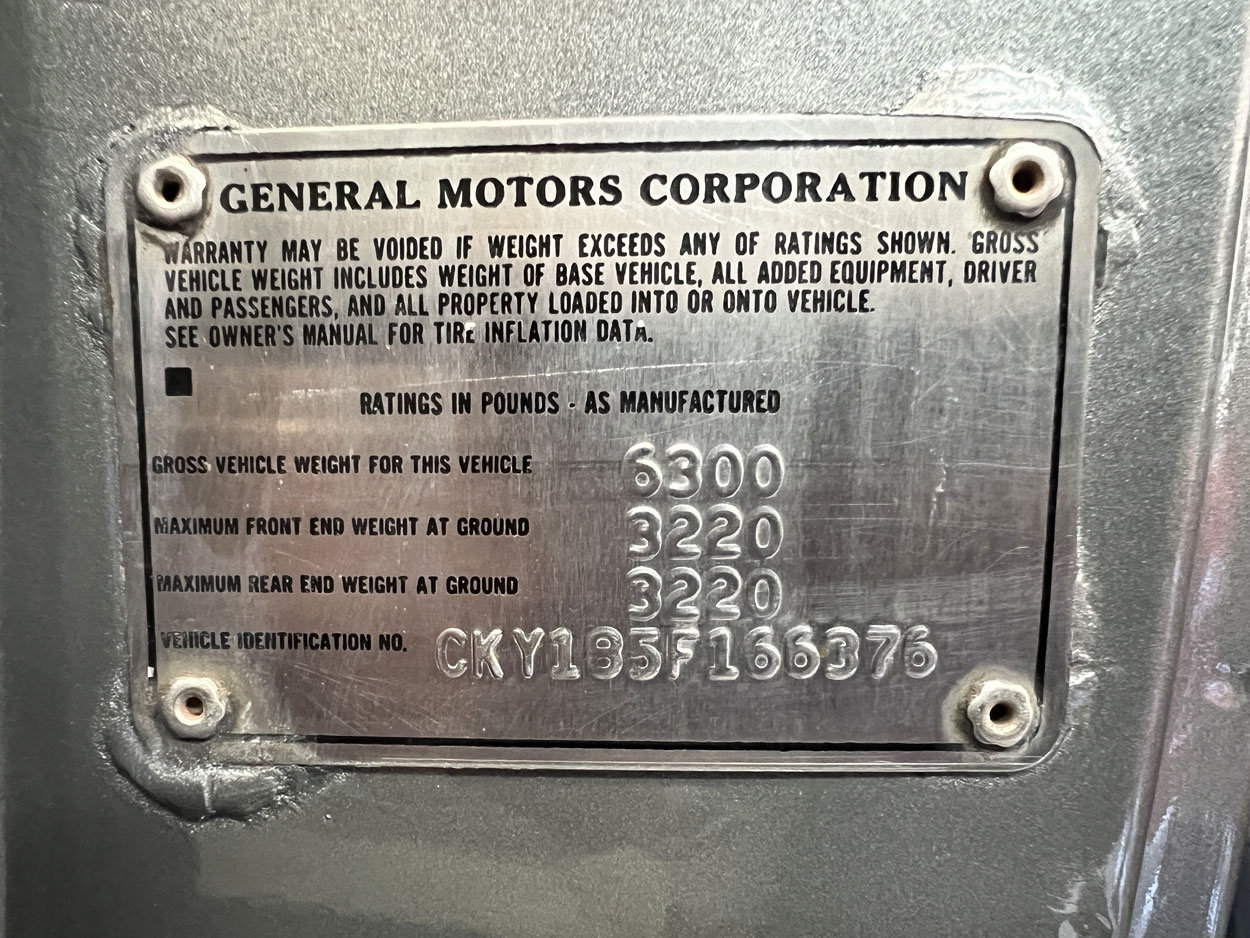 GENERAL MOTORS CORPORATION
WARRANTY MAY BE VOIDED IF WEIGHT EXCEEDS ANY OF RATINGS SHOWN. GROSS
VEHICLE WEIGHT INCLUDES WEIGHT OF BASE VEHICLE, ALL ADDED EQUIPMENT, DRIVER
AND PASSENGERS, AND ALL PROPERTY LOADED INTO OR ONTO VEHICLE.
SEE OWNER'S MANUAL FOR TIRE INFLATION DATA.
RATINGS IN POUNDS - AS MANUFACTURED
GROSS VEHICLE WEIGHT FOR THIS VEHICLE 6300
MAXIMUM FRONT END WEIGHT AT GROUND 3220
MAXIMUM REAR END WEIGHT AT GROUND 3220
VEHICLE IDENTIFICATION NO. CKY185F166376